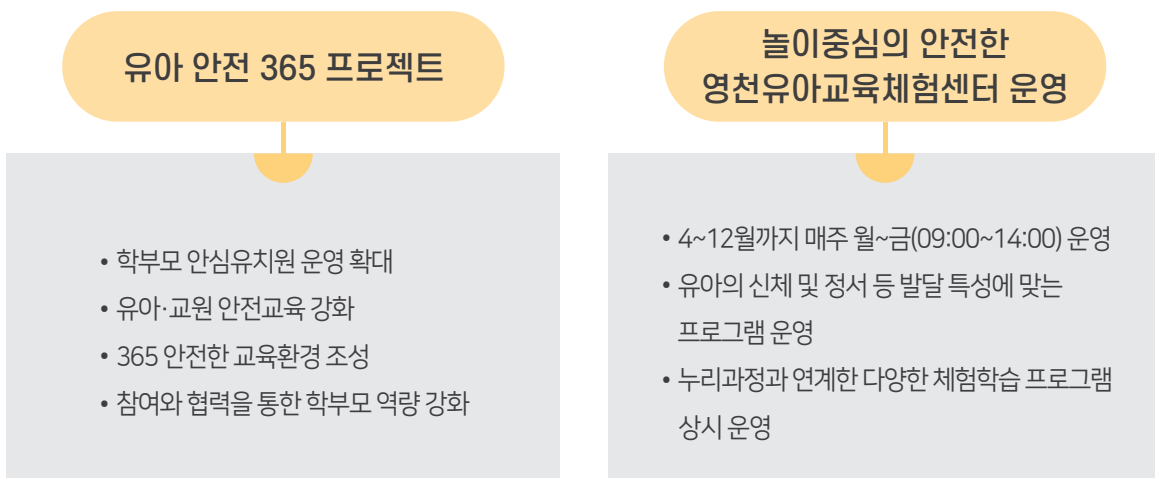 유아 안전 365 프로젝트
• 학부모 안심유치원 운영 확대
• 유아·교원 안전교육 강화
• 365 안전한 교육환경 조성
• 참여와 협력을 통한 학부모 역량 강화
놀이중심의 안전한
영천유아교육체험센터 운영
• 4~12월까지 매주 월~금(09:00~14:00) 운영
• 유아의 신체 및 정서 등 발달 특성에 맞는
프로그램 운영
• 누리과정과 연계한 다양한 체험학습 프로그램
상시 운영